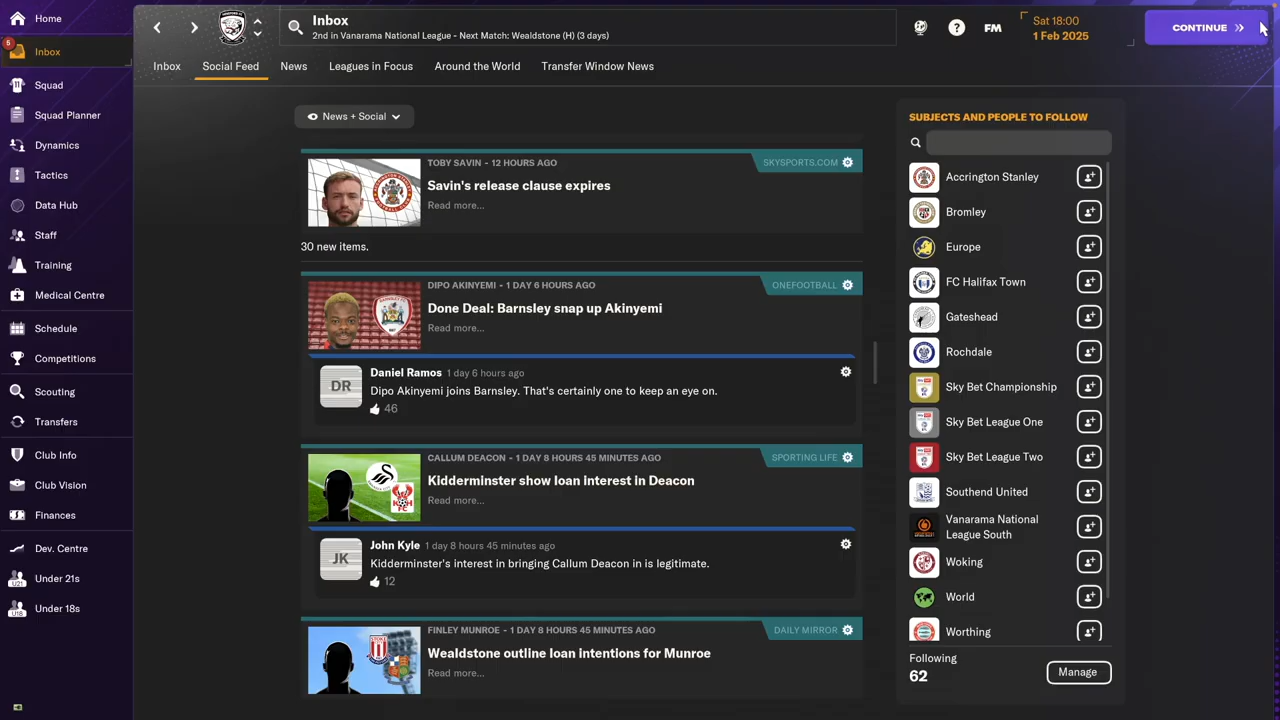 Home
5
Inbox
Squad
Squad Planner
Dynamics
Tactics
Data Hub
Staff
Training
Medical Centre
Schedule
Competitions
Scouting
Transfers
Club Info
Club Vision
Finances
Dev. Centre
U21
Under 21s
U18
Under 18s
Inbox
2nd in Vanarama National League - Next Match: Wealdstone (H) (3 days)
?
FM
Sat 18:00
1 Feb 2025
CONTINUE
Inbox
Social Feed
News
Leagues in Focus
Around the World
Transfer Window News
News + Social
TOBY SAVIN - 12 HOURS AGO
SKYSPORTS.COM
Savin's release clause expires
Read more...
30 new items.
DIPO AKINYEMI - 1 DAY 6 HOURS AGO
ONEFOOTBALL
Done Deal: Barnsley snap up Akinyemi
Read more...
DR
Daniel Ramos 1 day 6 hours ago
Dipo Akinyemi joins Barnsley. That's certainly one to keep an eye on.
46
CALLUM DEACON - 1 DAY 8 HOURS 45 MINUTES AGO
SPORTING LIFE
Kidderminster show loan interest in Deacon
Read more...
JK
John Kyle 1 day 8 hours 45 minutes ago
Kidderminster's interest in bringing Callum Deacon in is legitimate.
12
FINLEY MUNROE - 1 DAY 8 HOURS 45 MINUTES AGO
DAILY MIRROR
Wealdstone outline loan intentions for Munroe
Read more...
SUBJECTS AND PEOPLE TO FOLLOW
Accrington Stanley
Bromley
Europe
FC Halifax Town
Gateshead
Rochdale
Sky Bet Championship
Sky Bet League One
Sky Bet League Two
Southend United
Vanarama National
League South
Woking
World
Worthing
Following
62
Manage